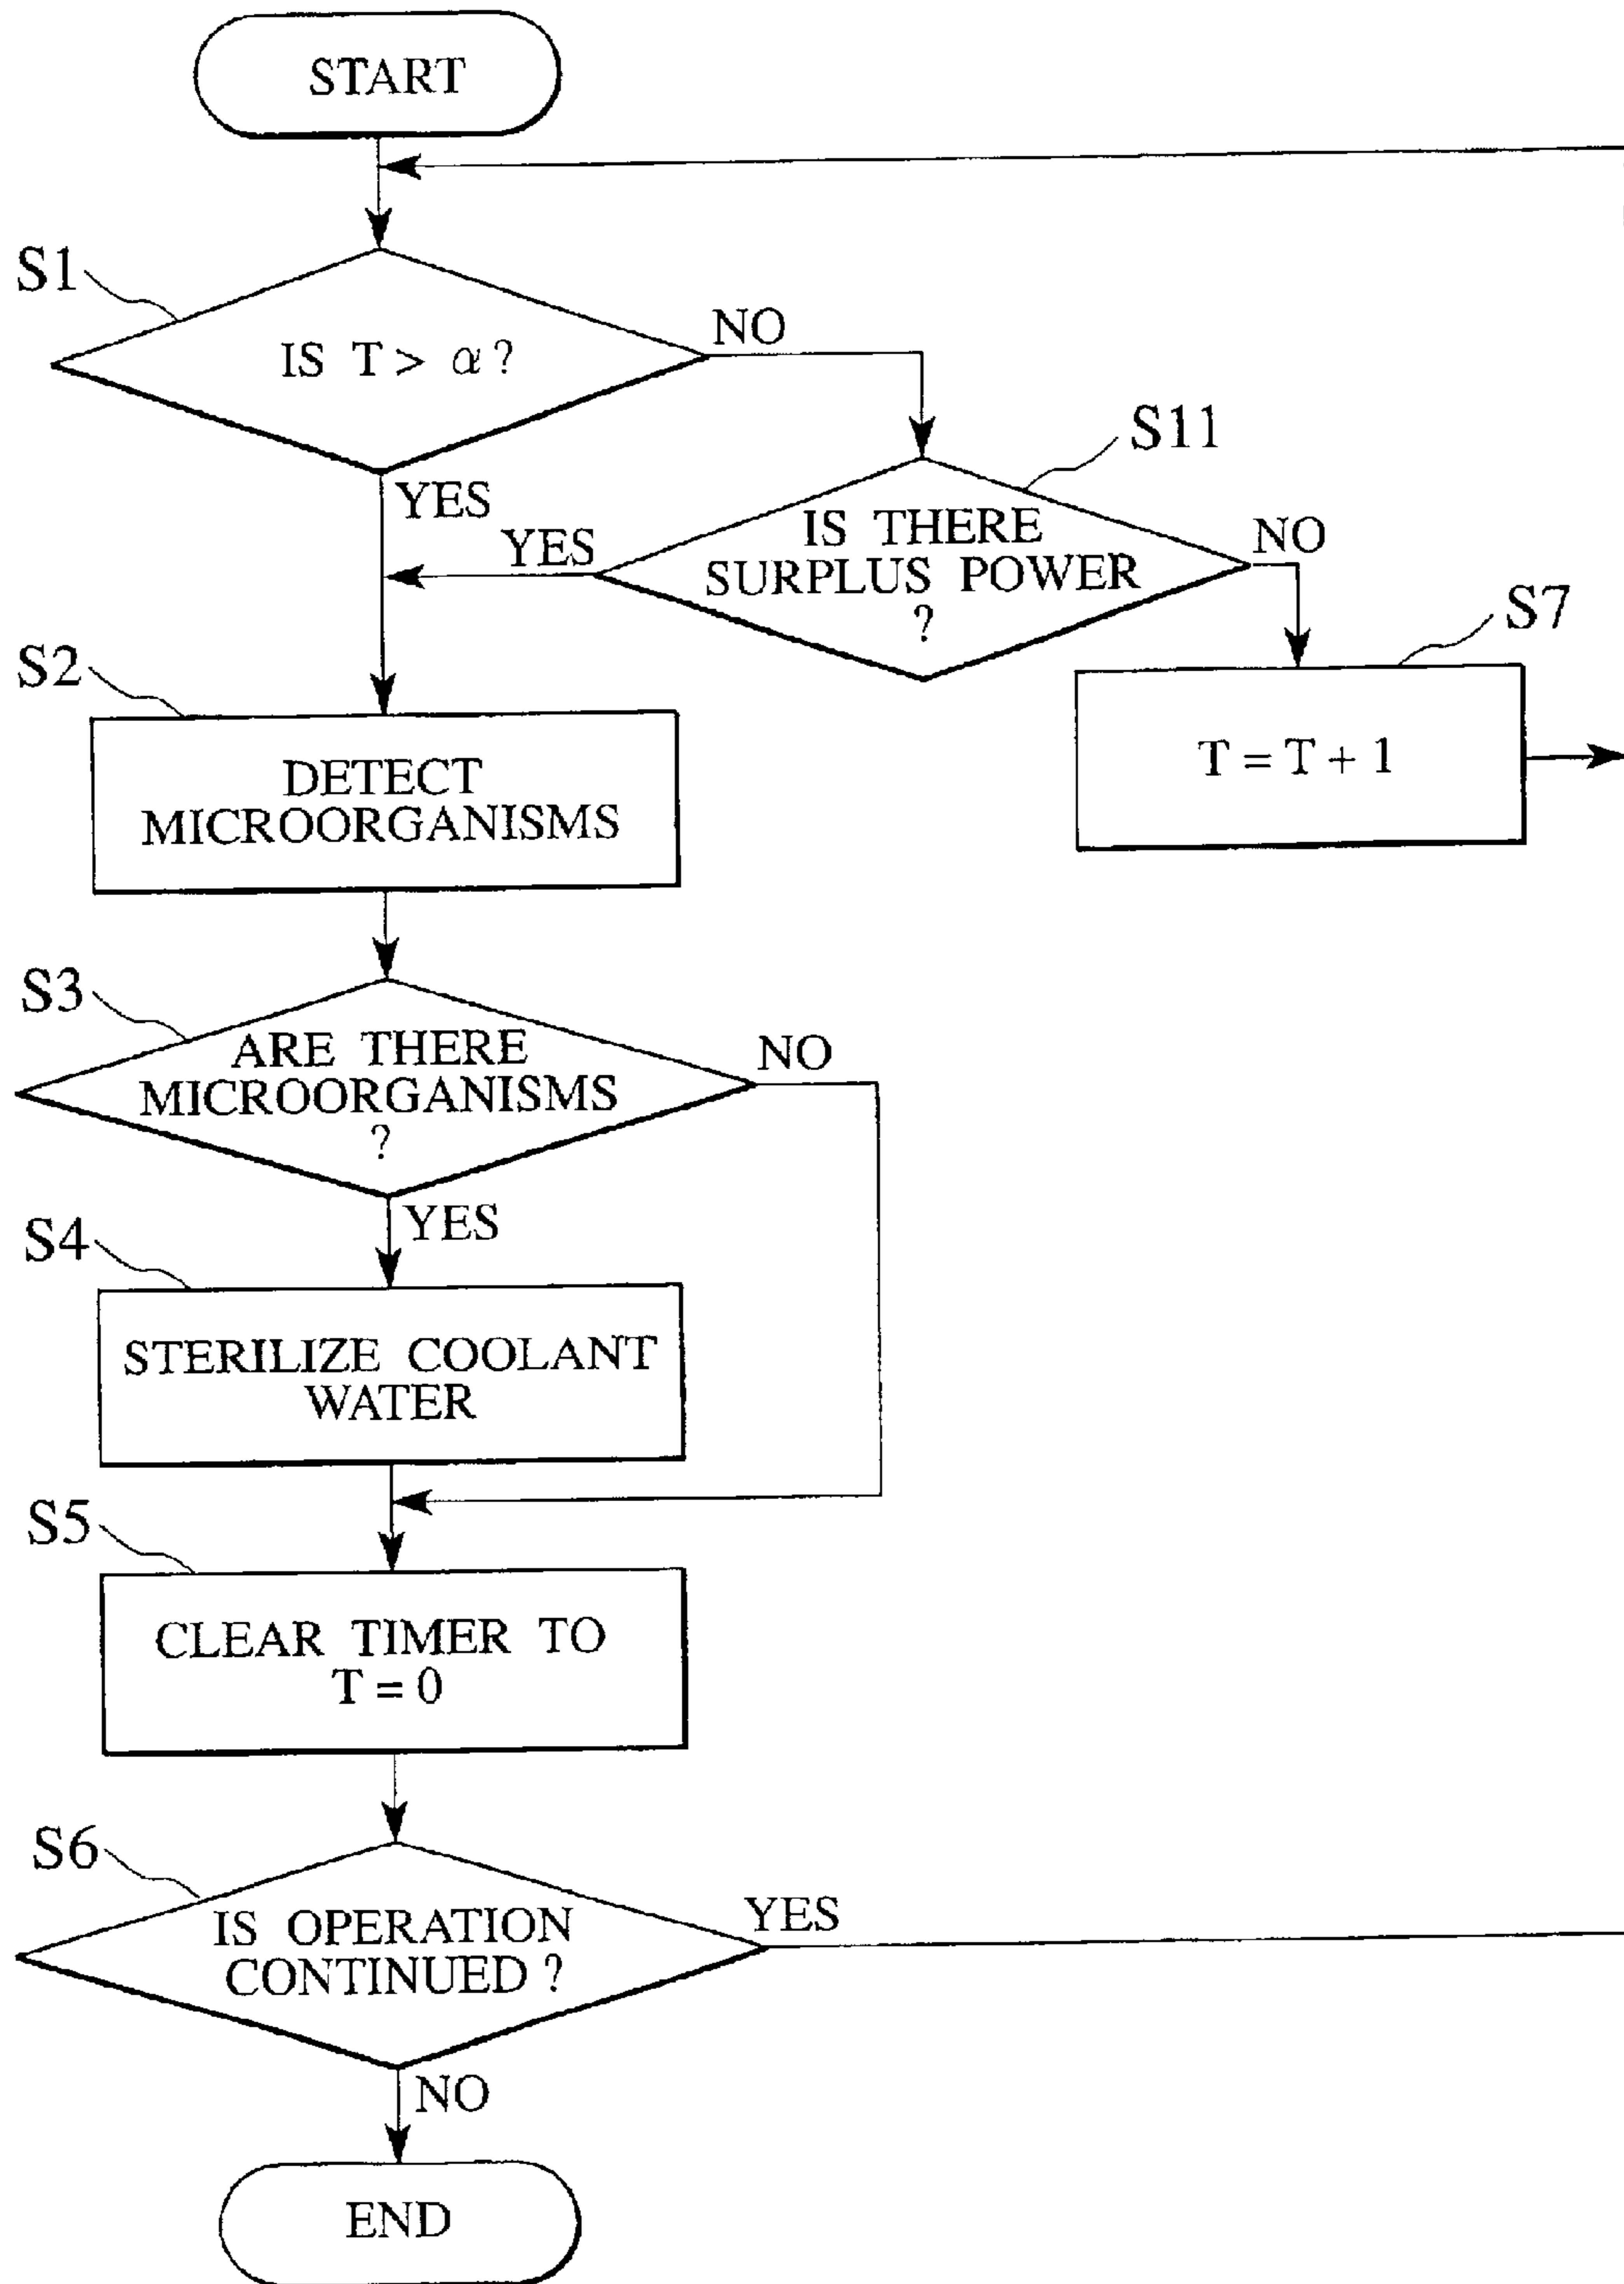 START
S1
IS T > α ?
NO
S11
YES
IS THERE
SURPLUS POWER
?
YES
NO
S7
T = T + 1
S2
DETECT
MICROORGANISMS
S3
ARE THERE
MICROORGANISMS
?
NO
YES
S4
STERILIZE COOLANT
WATER
S5
CLEAR TIMER TO
T = 0
S6
IS OPERATION
CONTINUED ?
YES
NO
END